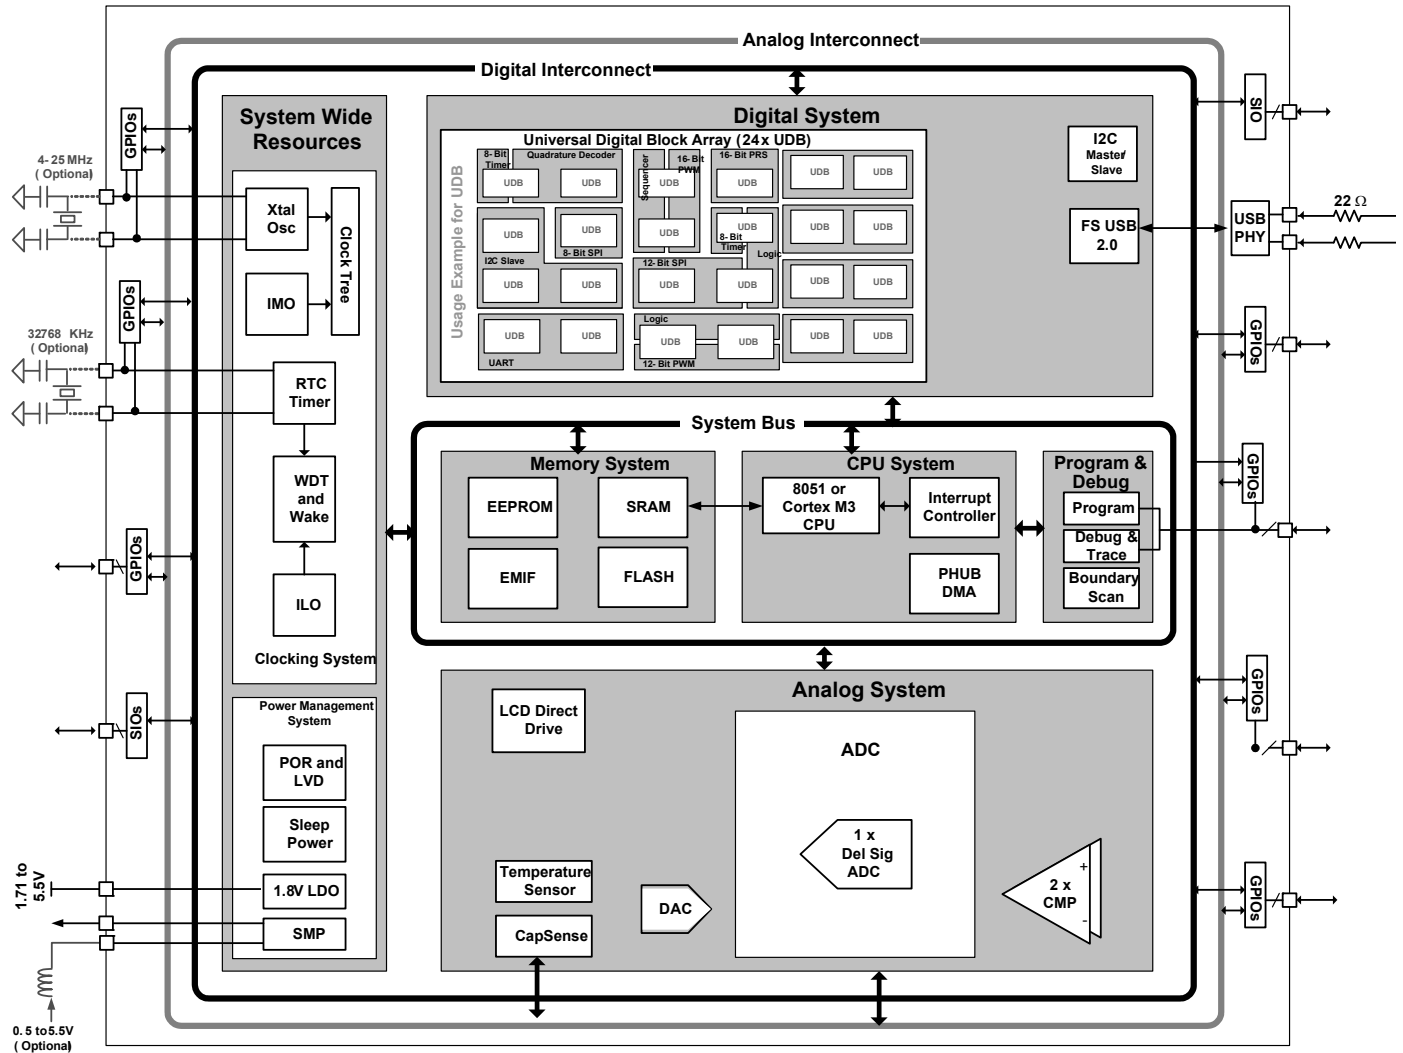 Analog Interconnect
Digital Interconnect
System Wide
Resources
GPIOs
4- 25 MHz
( Optional)
Xtal
Osc
Clock Tree
IMO
GPIOs
32768 KHz
( Optional)
RTC
Timer
WDT
and
Wake
GPIOs
ILO
Clocking System
SIOs
Power Management
System
POR and
LVD
Sleep
Power
1.71 to
5.5V
1.8V LDO
SMP
0. 5 to5.5V
( Optional)
Digital System
Universal Digital Block Array (24x UDB)
Usage Example for UDB
8- Bit
Timer
Quadrature Decoder
Sequencer
16- Bit
PWM
16- Bit PRS
UDB
UDB
UDB
UDB
UDB
UDB
UDB
UDB
UDB
UDB
UDB
UDB
UDB
I2C Slave
8- Bit SPI
8- Bit
Timer
Logic
12- Bit SPI
UDB
UDB
UDB
UDB
UDB
UDB
Logic
UDB
UDB
UDB
UDB
UDB
UDB
UART
12- Bit PWM
I2C
Master/
Slave
FS USB
2.0
System Bus
Memory System
EEPROM
SRAM
EMIF
FLASH
CPU System
8051 or
Cortex M3
CPU
Interrupt
Controller
PHUB
DMA
Program &
Debug
Program
Debug &
Trace
Boundary
Scan
Analog System
LCD Direct
Drive
ADC
1 x
Del Sig
ADC
Temperature
Sensor
CapSense
DAC
2 x
CMP
+
-
SIO
USB
PHY
22 Ω
GPIOs
GPIOs
GPIOs
GPIOs